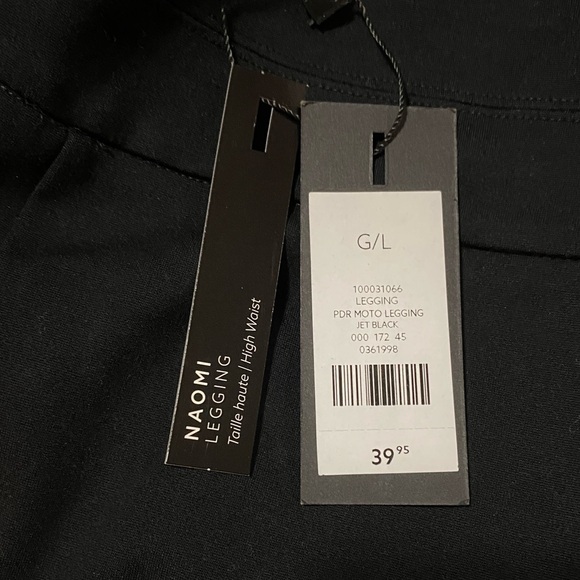 NAOMI
LEGGING
Taille haute | High Waist
G/L
100031066
LEGGING
PDR MOTO LEGGING
JET BLACK
000 172 45
0361998
39 95